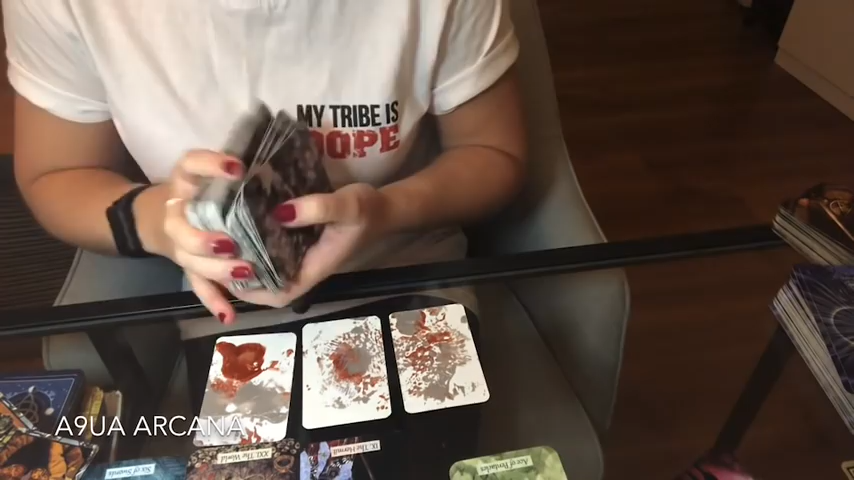 MY TRIBE IS
DOPE
A9UA ARCANA
Six of Swords
XXI. The World
IX. The Hermit
Ace of Pentacles